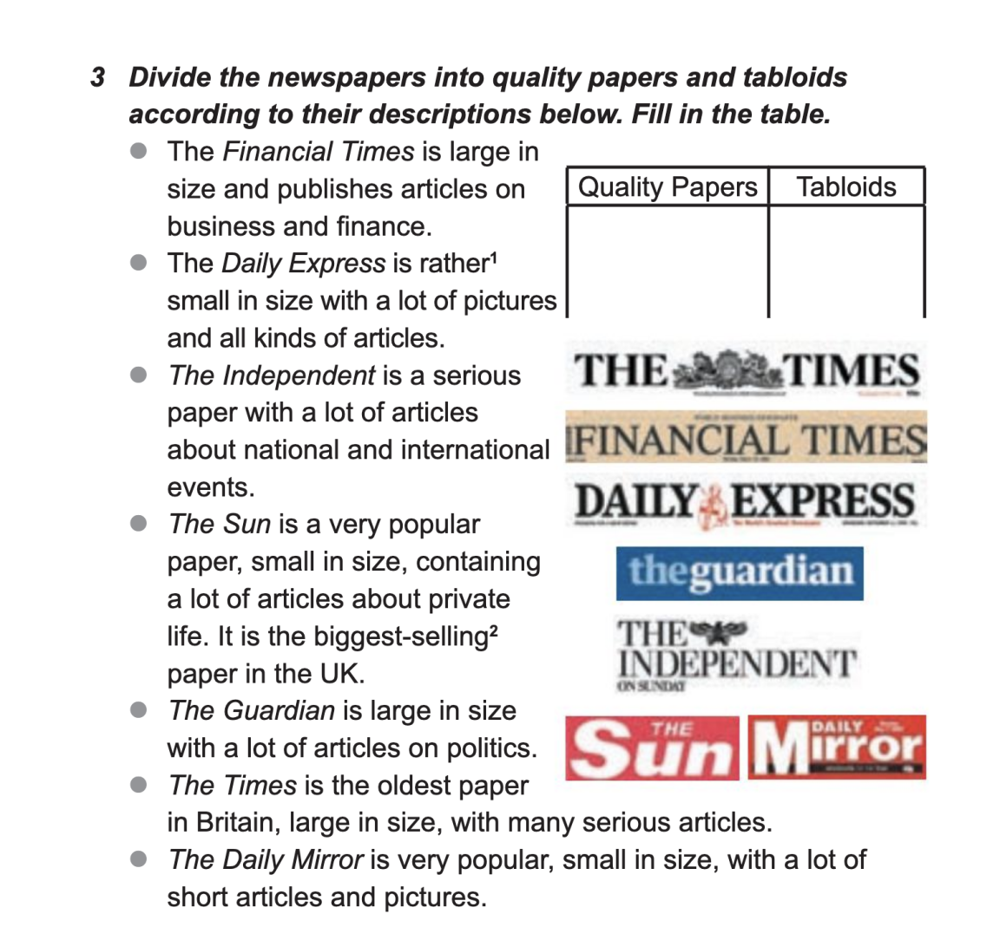 3 Divide the newspapers into quality papers and tabloids
according to their descriptions below. Fill in the table.
● The Financial Times is large in
size and publishes articles on
business and finance.
● The Daily Express is rather¹
small in size with a lot of pictures
and all kinds of articles.
● The Independent is a serious
paper with a lot of articles
about national and international
events.
● The Sun is a very popular
paper, small in size, containing
a lot of articles about private
life. It is the biggest-selling²
paper in the UK.
● The Guardian is large in size
with a lot of articles on politics.
● The Times is the oldest paper
in Britain, large in size, with many serious articles.
● The Daily Mirror is very popular, small in size, with a lot of
short articles and pictures.
Quality Papers Tabloids
THE TIMES
FINANCIAL TIMES
DAILY EXPRESS
theguardian
THE
INDEPENDENT
ON SUNDAY
THE
Sun
DAILY
Mirror